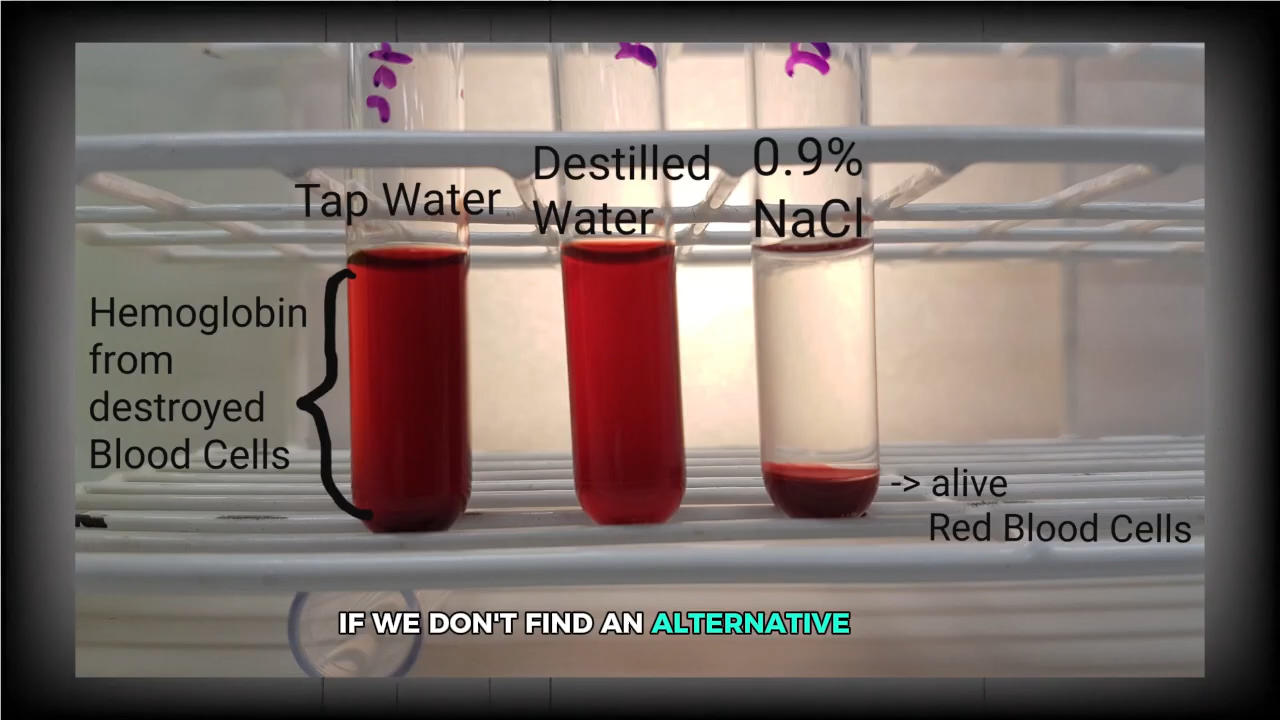 Tap Water
Destilled
Water
0.9%
NaCl
Hemoglobin
from
destroyed
Blood Cells
-> alive
Red Blood Cells
IF WE DON'T FIND AN ALTERNATIVE